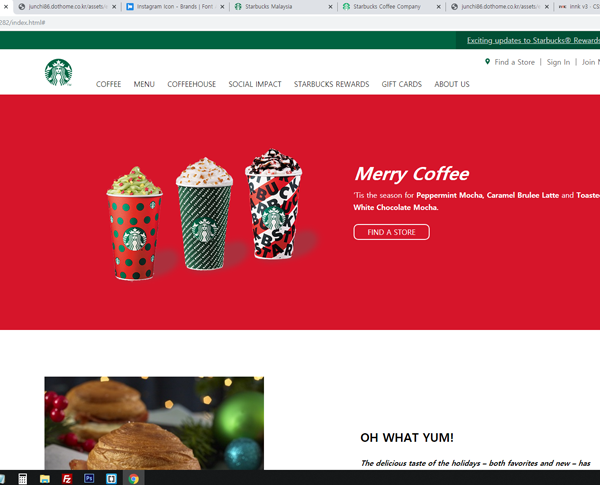 junchi86.dothome.co.kr/assets/
Instagram Icon - Brands | Font
Starbucks Malaysia
Starbucks Coffee Company
junchi86.dothome.co.kr/assets/
lmnk v3 - CS
282/index.html#
Exciting updates to Starbucks® Rewards
Find a Store | Sign In | Join
COFFEE MENU COFFEEHOUSE SOCIAL IMPACT STARBUCKS REWARDS GIFT CARDS ABOUT US
Merry Coffee
'Tis the season for Peppermint Mocha, Caramel Brulee Latte and Toasted
White Chocolate Mocha.
FIND A STORE
OH WHAT YUM!
The delicious taste of the holidays – both favorites and new – has
Fz
Ps